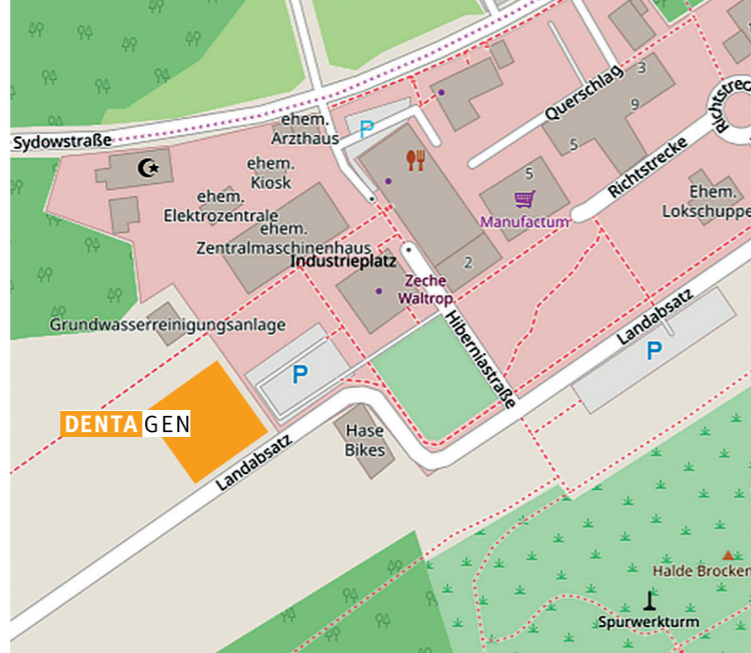 Sydowstraße
ehem.
Arzthaus
P
Querschlag
3
9
5
Richtstrec
Richtstrecke
5
Manufactum
Ehem.
Lokschuppe
ehem.
Kiosk
ehem.
Elektrozentrale
ehem.
Zentralmaschinenhaus
Industrieplatz
2
Zeche
Waltrop
Grundwasserreinigungsanlage
Hiberniastraße
Landabsatz
P
P
DENTAGEN
Landabsatz
Hase
Bikes
Halde Brocken
Spurwerkturm